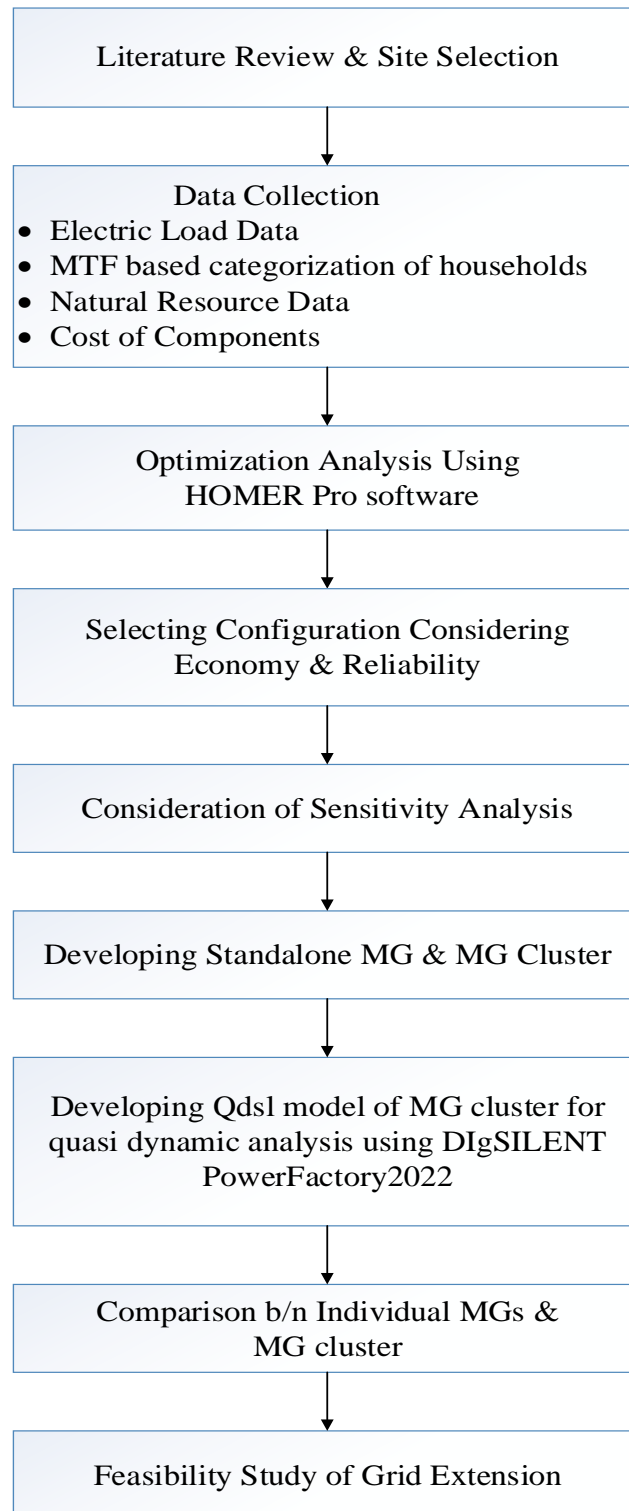 Literature Review & Site Selection
Data Collection
• Electric Load Data
• MTF based categorization of households
• Natural Resource Data
• Cost of Components
Optimization Analysis Using
HOMER Pro software
Selecting Configuration Considering
Economy & Reliability
Consideration of Sensitivity Analysis
Developing Standalone MG & MG Cluster
Developing Qdsl model of MG cluster for
quasi dynamic analysis using DIgSILENT
PowerFactory2022
Comparison b/n Individual MGs &
MG cluster
Feasibility Study of Grid Extension